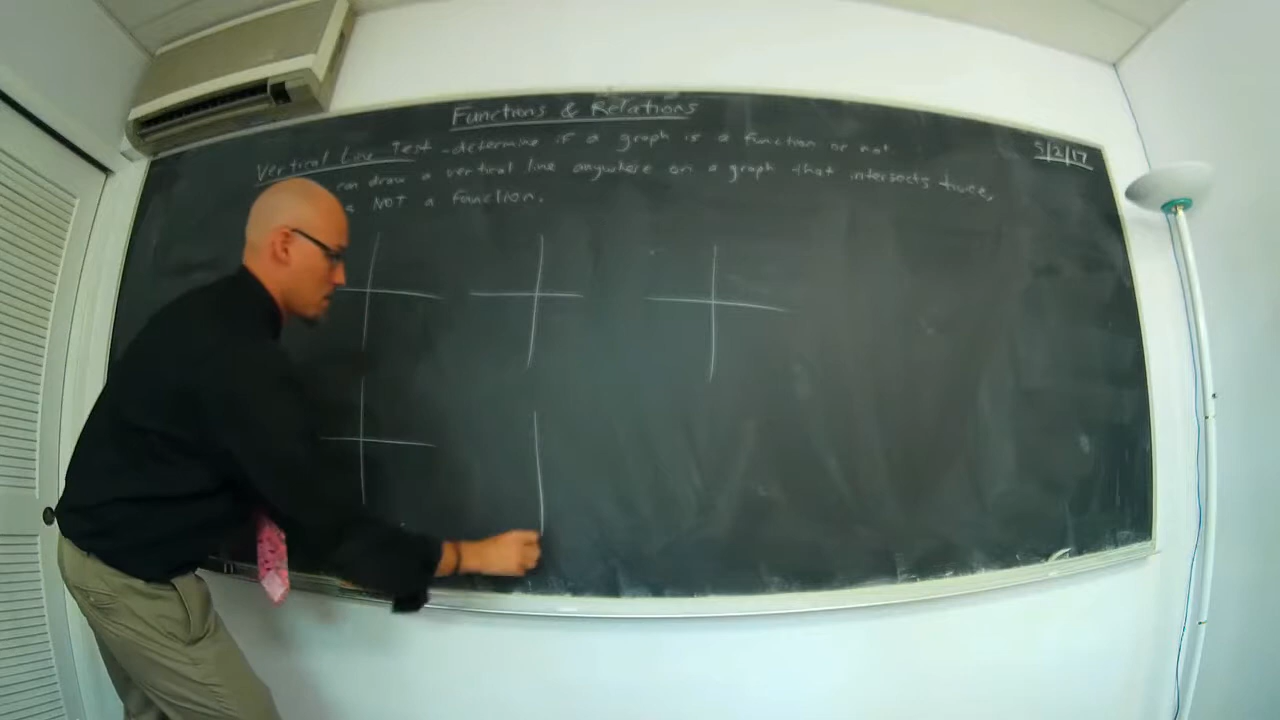 Functions & Relations
5/2/17
Vertical Line Test - determine if a graph is a function or not
can draw a vertical line anywhere on a graph that intersects twice,
NOT a function.